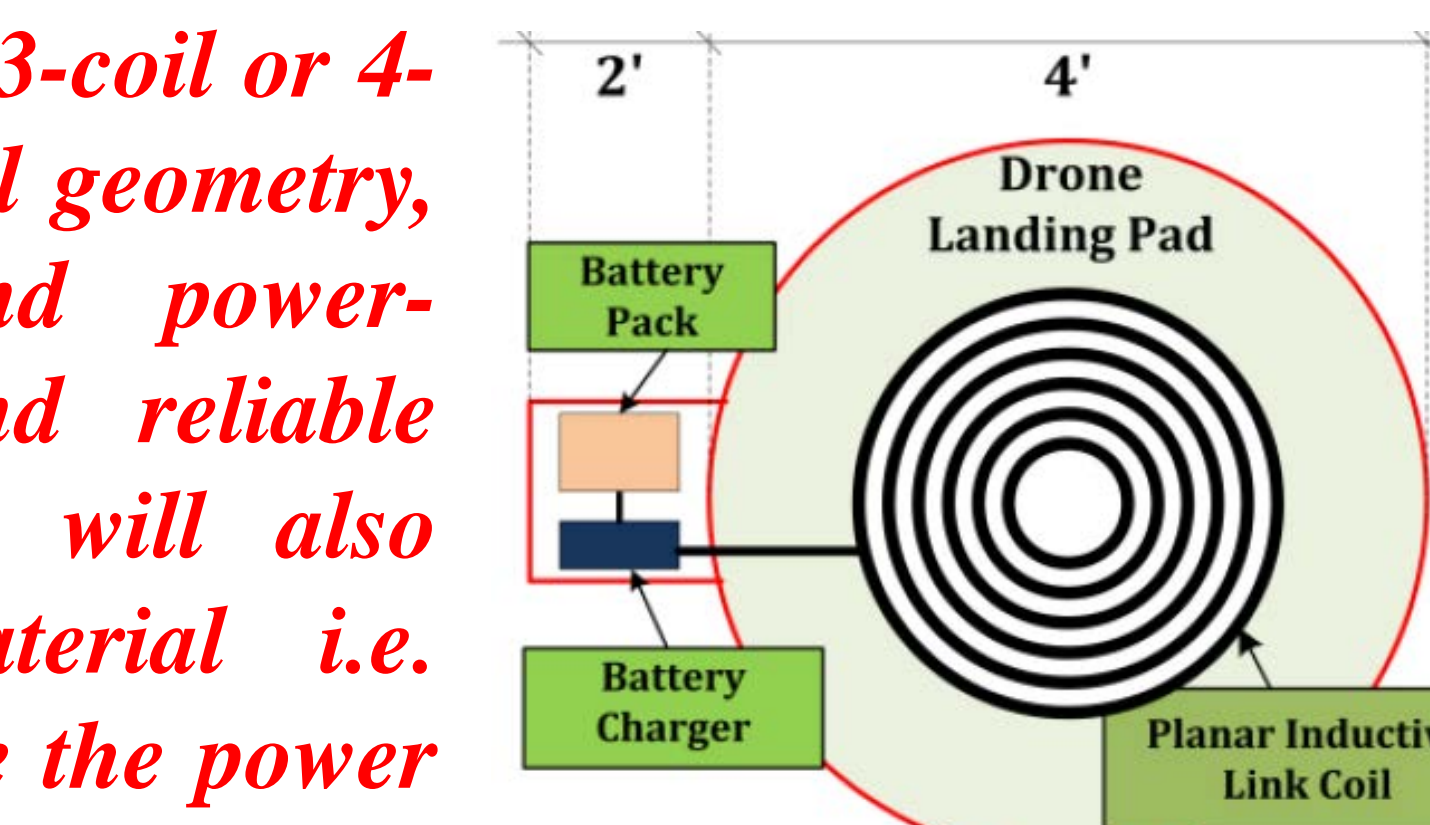 3-coil or 4-
l geometry,
nd power-
nd reliable
will also
aterial i.e.
e the power
2'
4'
Drone
Landing Pad
Battery
Pack
Battery
Charger
Planar Inductiv
Link Coil